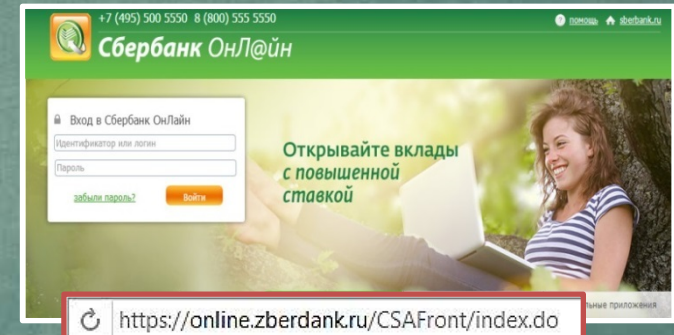 +7 (495) 500 5550 8 (800) 555 5550
помощь sberbank.ru
Сбербанк ОнЛ@йн
Вход в Сбербанк ОнЛайн
Идентификатор или логин
Пароль
забыли пароль? Войти
Открывайте вклады
с повышенной
ставкой
приложения
https://online.zberdank.ru/CSAFront/index.do